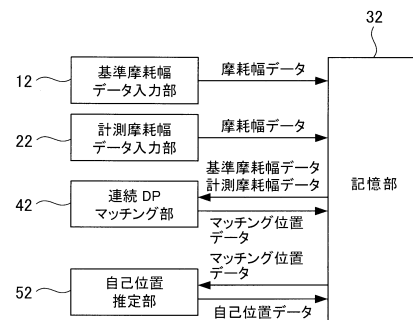 32
12
基準摩耗幅
データ入力部
摩耗幅データ
22
計測摩耗幅
データ入力部
摩耗幅データ
記憶部
基準摩耗幅データ
計測摩耗幅データ
42
連続 DP
マッチング部
マッチング位置
データ
マッチング位置
データ
52
自己位置
推定部
自己位置データ